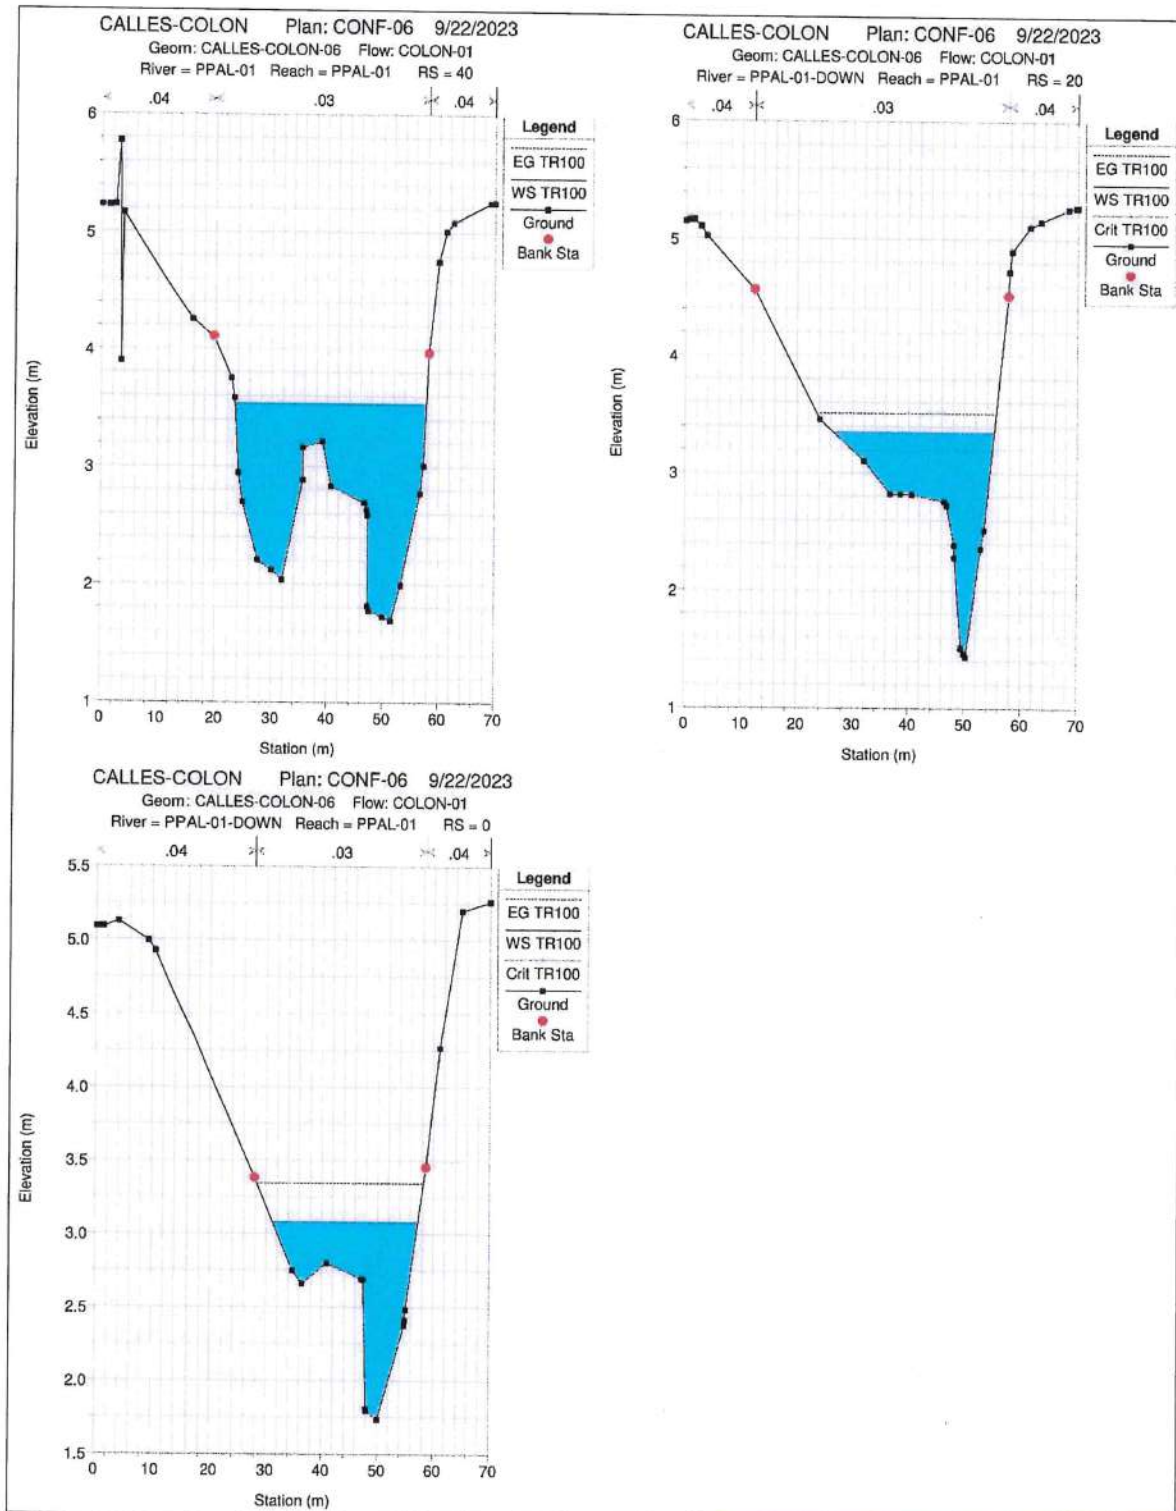 CALLES-COLON Plan: CONF-06 9/22/2023
Geom: CALLES-COLON-06 Flow: COLON-01
River = PPAL-01 Reach = PPAL-01 RS = 40
.04 .03 .04
6
5
4
3
2
1
Elevation (m)
0 10 20 30 40 50 60 70
Station (m)
Legend
EG TR100
WS TR100
Ground
Bank Sta
CALLES-COLON Plan: CONF-06 9/22/2023
Geom: CALLES-COLON-06 Flow: COLON-01
River = PPAL-01-DOWN Reach = PPAL-01 RS = 20
.04 .03 .04
6
5
4
3
2
1
Elevation (m)
0 10 20 30 40 50 60 70
Station (m)
Legend
EG TR100
WS TR100
Crit TR100
Ground
Bank Sta
CALLES-COLON Plan: CONF-06 9/22/2023
Geom: CALLES-COLON-06 Flow: COLON-01
River = PPAL-01-DOWN Reach = PPAL-01 RS = 0
.04 .03 .04
5.5
5.0
4.5
4.0
3.5
3.0
2.5
2.0
1.5
Elevation (m)
0 10 20 30 40 50 60 70
Station (m)
Legend
EG TR100
WS TR100
Crit TR100
Ground
Bank Sta